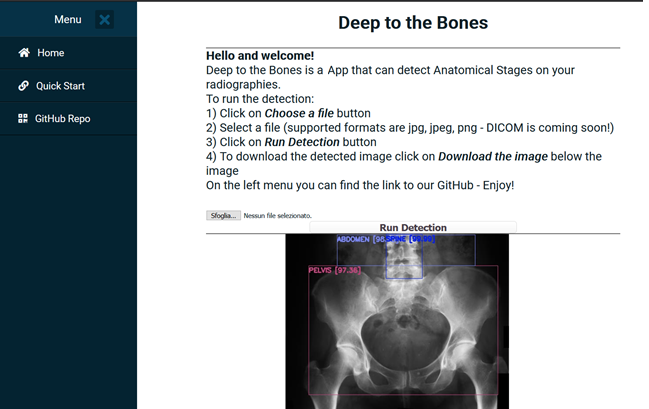 Menu
Home
Quick Start
GitHub Repo
Deep to the Bones
Hello and welcome!
Deep to the Bones is a App that can detect Anatomical Stages on your
radiographies.
To run the detection:
1) Click on Choose a file button
2) Select a file (supported formats are jpg, jpeg, png - DICOM is coming soon!)
3) Click on Run Detection button
4) To download the detected image click on Download the image below the
image
On the left menu you can find the link to our GitHub - Enjoy!
Sfoglia... Nessun file selezionato.
Run Detection
ABDOMEN [98. SPINE [99.99]
PELVIS [97.36]